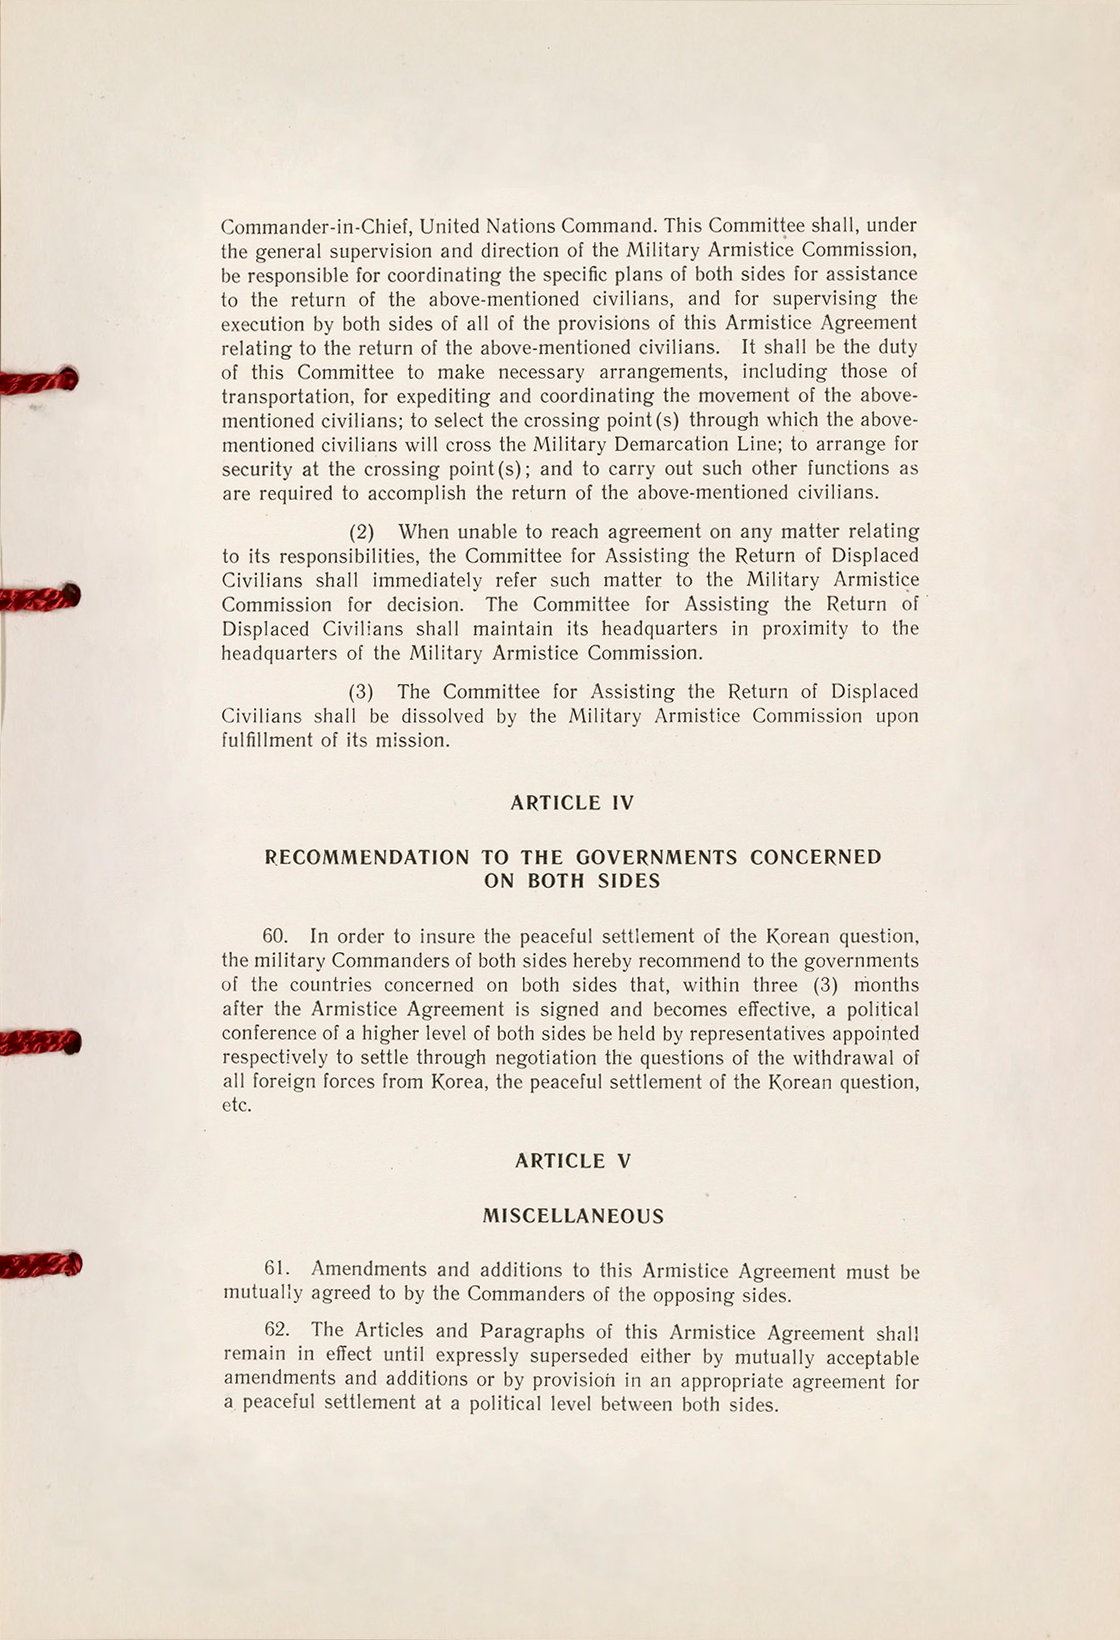 Commander-in-Chief, United Nations Command. This Committee shall, under
the general supervision and direction of the Military Armistice Commission,
be responsible for coordinating the specific plans of both sides for assistance
to the return of the above-mentioned civilians, and for supervising the
execution by both sides of all of the provisions of this Armistice Agreement
relating to the return of the above-mentioned civilians. It shall be the duty
of this Committee to make necessary arrangements, including those of
transportation, for expediting and coordinating the movement of the above-
mentioned civilians; to select the crossing point(s) through which the above-
mentioned civilians will cross the Military Demarcation Line; to arrange for
security at the crossing point(s); and to carry out such other functions as
are required to accomplish the return of the above-mentioned civilians.
(2) When unable to reach agreement on any matter relating
to its responsibilities, the Committee for Assisting the Return of Displaced
Civilians shall immediately refer such matter to the Military Armistice
Commission for decision. The Committee for Assisting the Return of
Displaced Civilians shall maintain its headquarters in proximity to the
headquarters of the Military Armistice Commission.
(3) The Committee for Assisting the Return of Displaced
Civilians shall be dissolved by the Military Armistice Commission upon
fulfillment of its mission.
ARTICLE IV
RECOMMENDATION TO THE GOVERNMENTS CONCERNED
ON BOTH SIDES
60. In order to insure the peaceful settlement of the Korean question,
the military Commanders of both sides hereby recommend to the governments
of the countries concerned on both sides that, within three (3) months
after the Armistice Agreement is signed and becomes effective, a political
conference of a higher level of both sides be held by representatives appointed
respectively to settle through negotiation the questions of the withdrawal of
all foreign forces from Korea, the peaceful settlement of the Korean question,
etc.
ARTICLE V
MISCELLANEOUS
61. Amendments and additions to this Armistice Agreement must be
mutually agreed to by the Commanders of the opposing sides.
62. The Articles and Paragraphs of this Armistice Agreement shall
remain in effect until expressly superseded either by mutually acceptable
amendments and additions or by provision in an appropriate agreement for
a peaceful settlement at a political level between both sides.